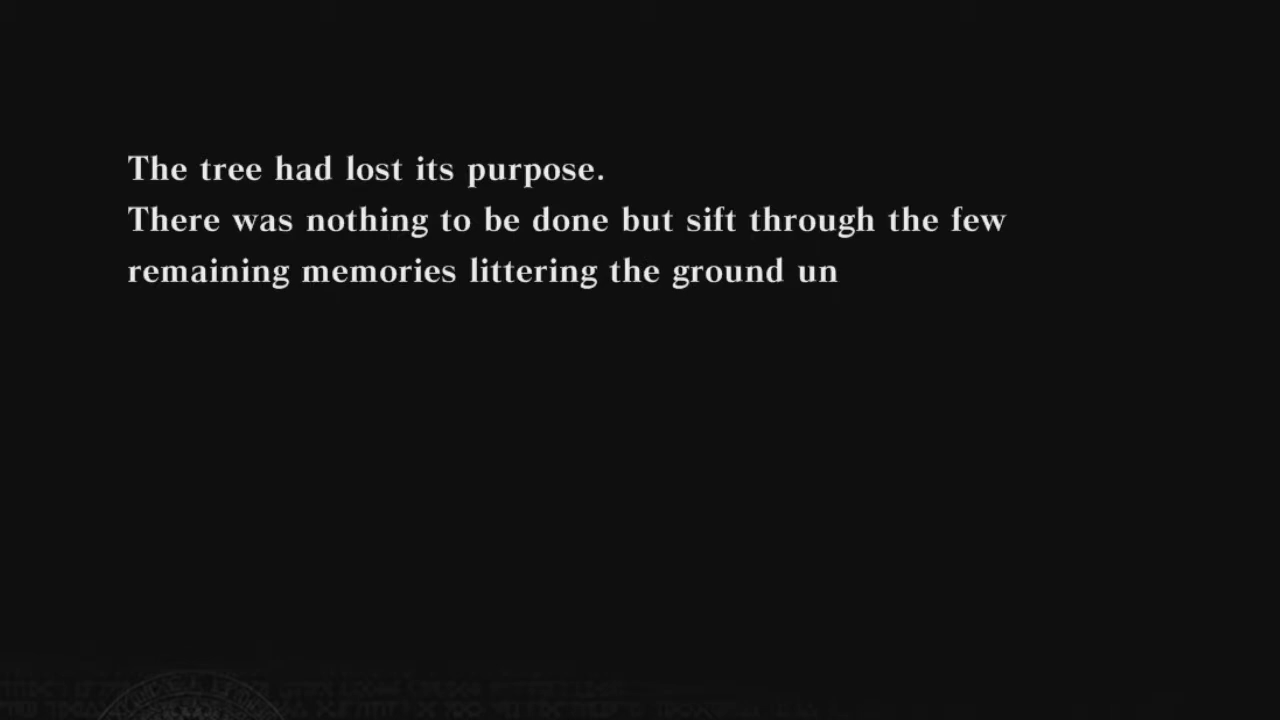 The tree had lost its purpose.
There was nothing to be done but sift through the few
remaining memories littering the ground un